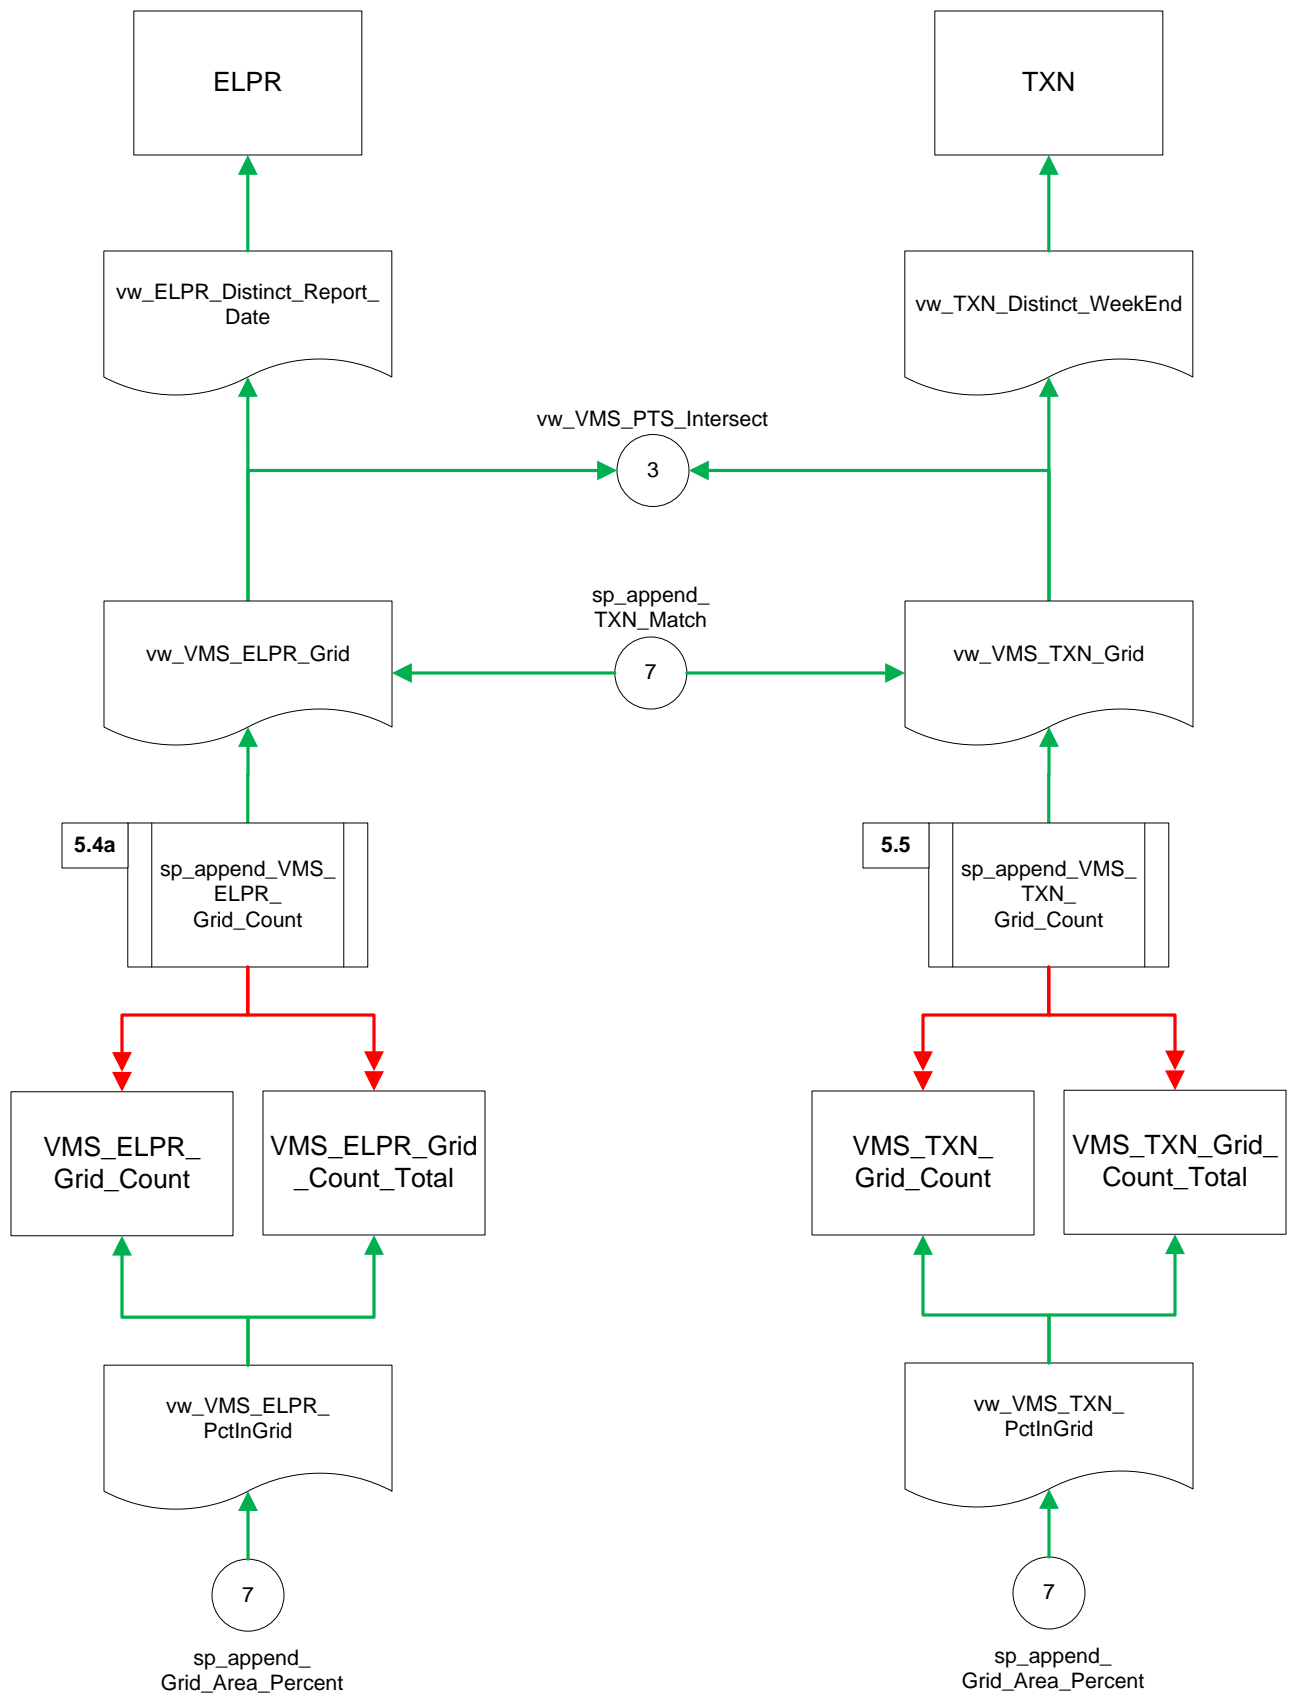 ELPR
TXN
vw_ELPR_Distinct_Report_
Date
vw_TXN_Distinct_WeekEnd
vw_VMS_PTS_Intersect
3
sp_append_
TXN_Match
7
vw_VMS_ELPR_Grid
vw_VMS_TXN_Grid
5.4a
sp_append_VMS_
ELPR_
Grid_Count
5.5
sp_append_VMS_
TXN_
Grid_Count
VMS_ELPR_
Grid_Count
VMS_ELPR_Grid
_Count_Total
VMS_TXN_
Grid_Count
VMS_TXN_Grid_
Count_Total
vw_VMS_ELPR_
PctInGrid
vw_VMS_TXN_
PctInGrid
7
sp_append_
Grid_Area_Percent
7
sp_append_
Grid_Area_Percent